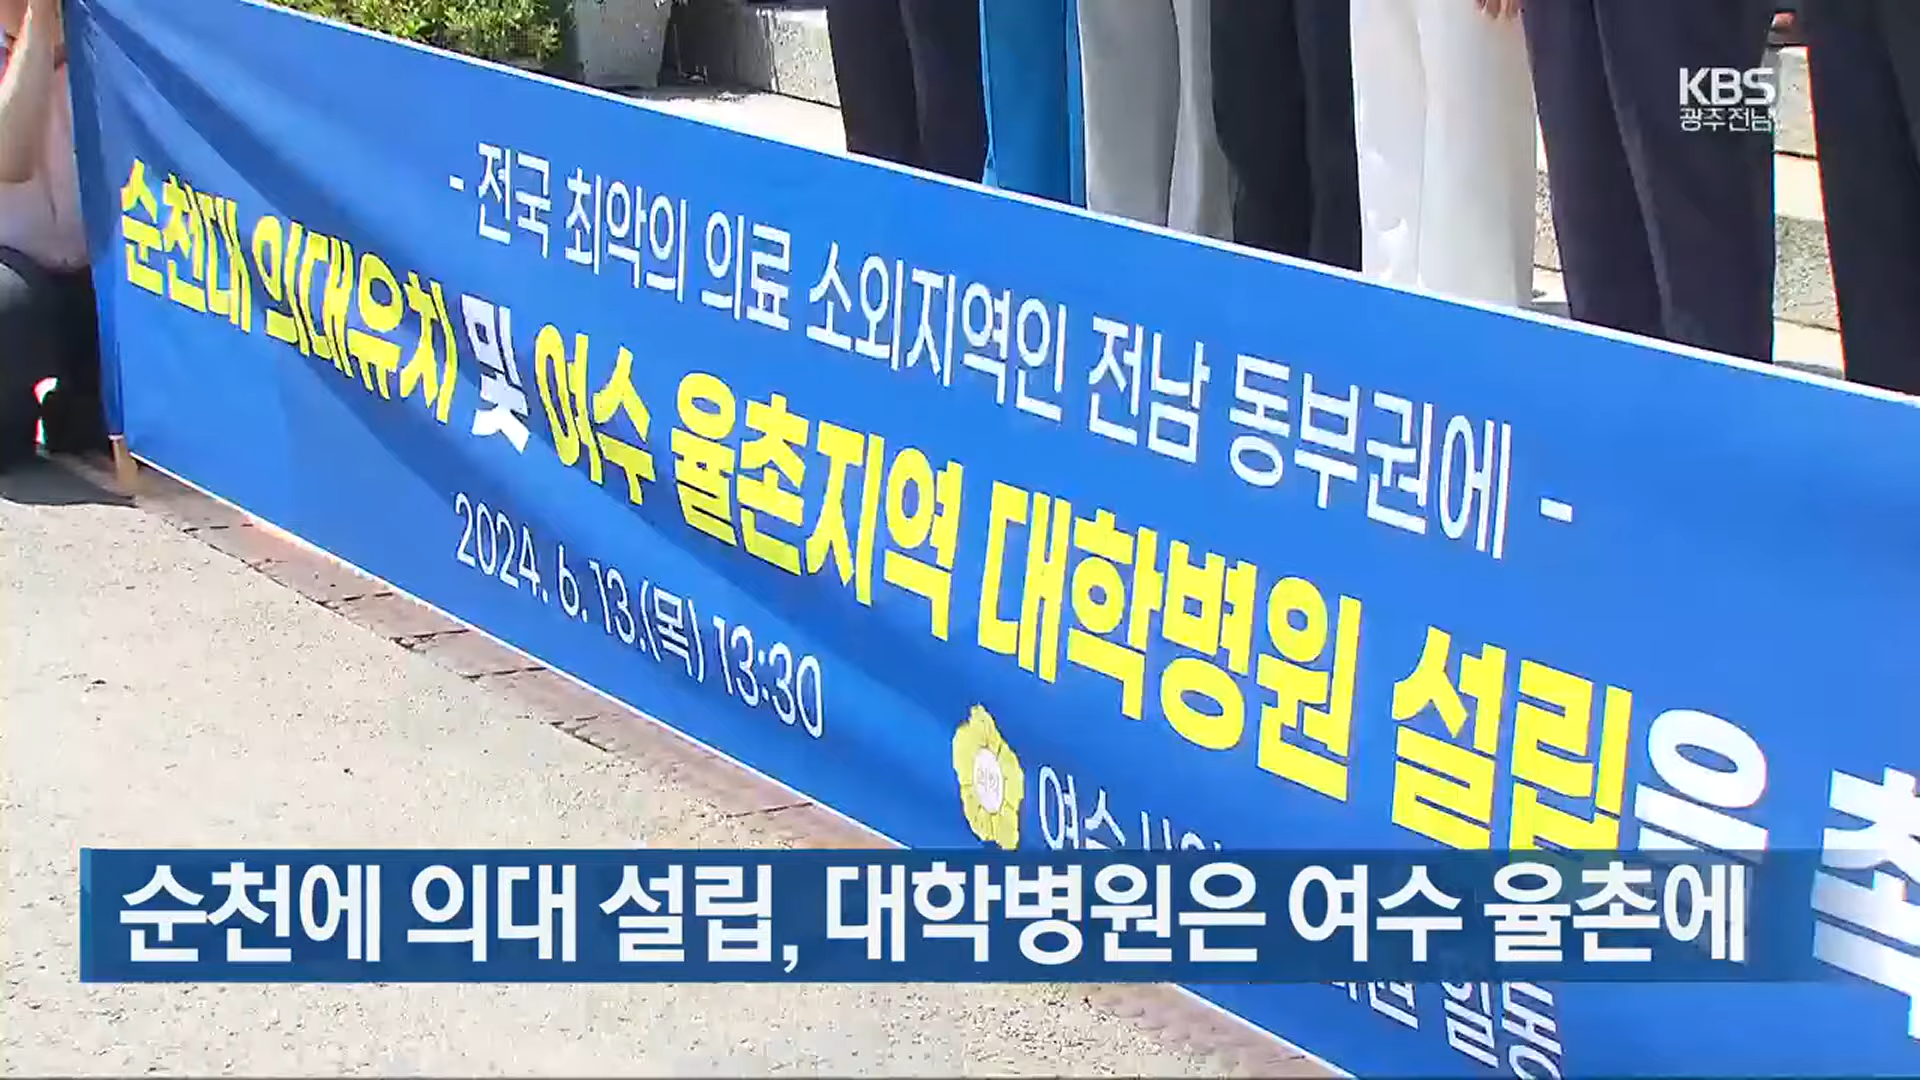 KBS
광주전남
- 전국 최악의 의료 소외지역인 전남 동부권에 -
순천대 의대유치 및 여수 율촌지역 대학병원 설립은
2024. 6. 13.(목) 13:30
일동
순천에 의대 설립, 대학병원은 여수 율촌에